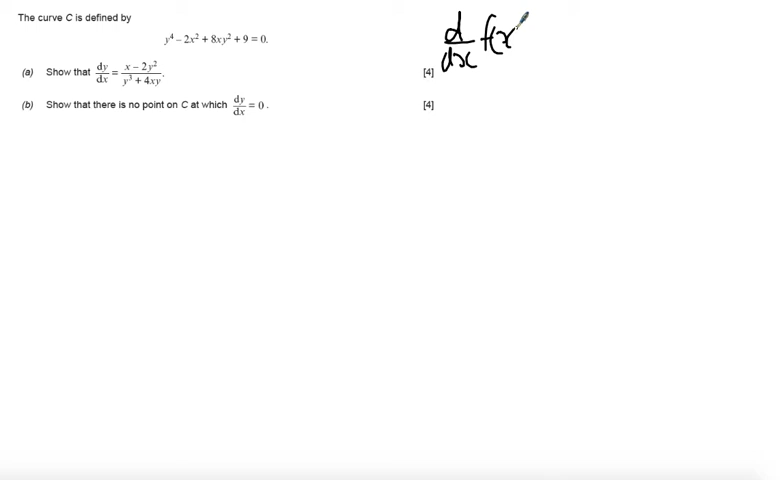 The curve C is defined by
y⁴ – 2x² + 8xy² + 9 = 0.
(a) Show that dy/dx = (x – 2y²)/(y³ + 4xy). [4]
(b) Show that there is no point on C at which dy/dx = 0. [4]
d/dx f(x